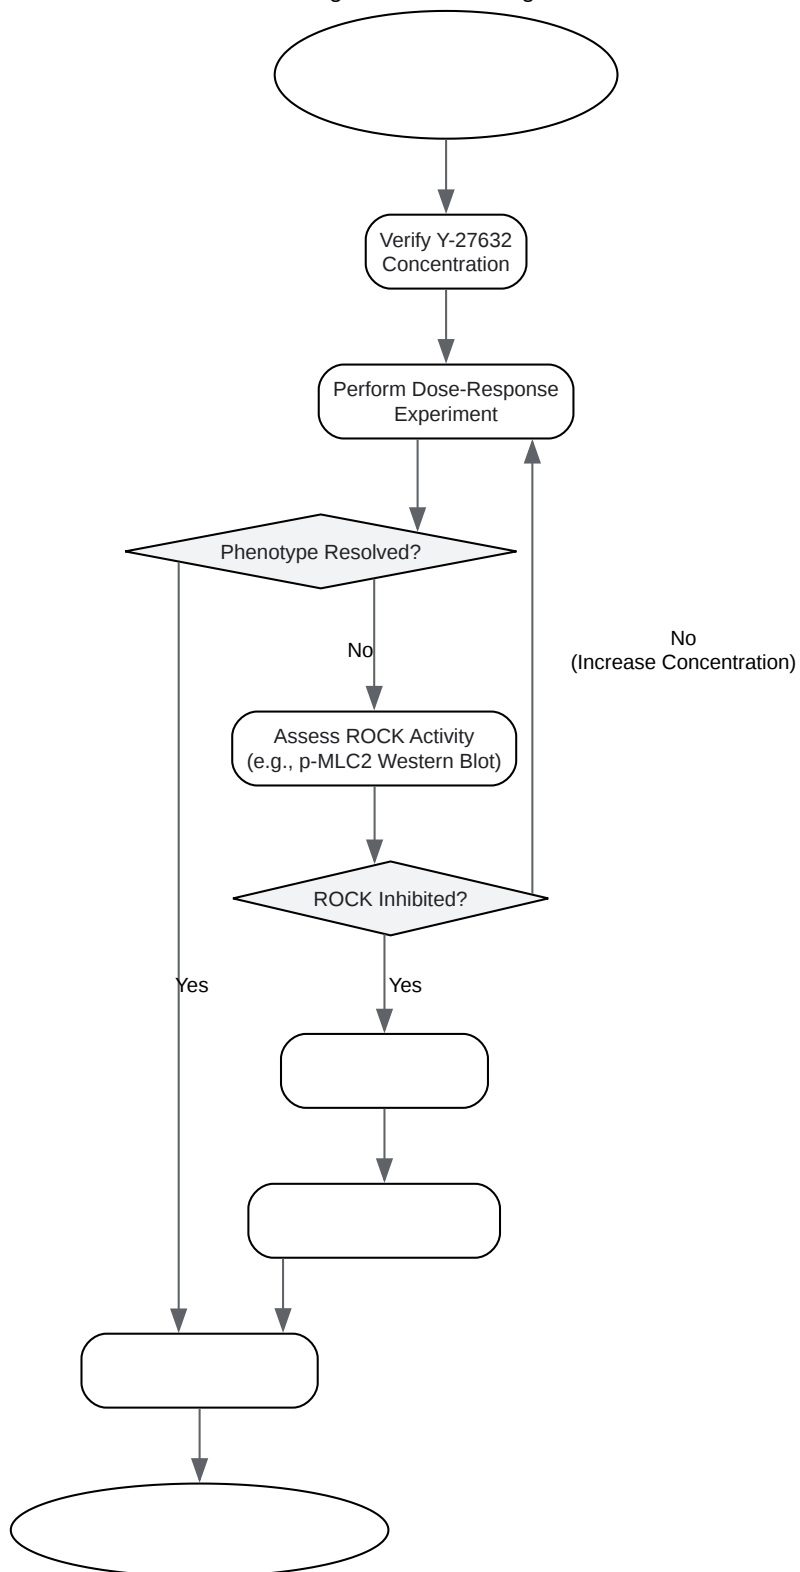 Verify Y-27632
Concentration
Perform Dose-Response
Experiment
Phenotype Resolved?
No
No
(Increase Concentration)
Assess ROCK Activity
(e.g., p-MLC2 Western Blot)
ROCK Inhibited?
Yes
Yes